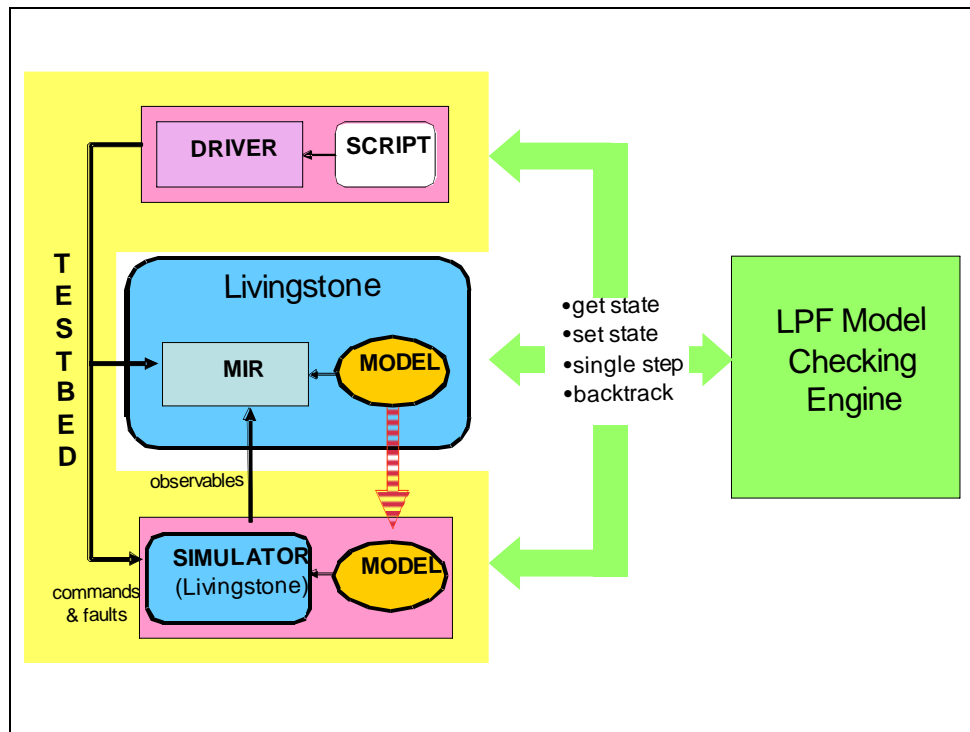 DRIVER
SCRIPT
TESTBED
Livingstone
MIR
MODEL
•get state
•set state
•single step
•backtrack
LPF Model
Checking
Engine
observables
SIMULATOR
(Livingstone)
MODEL
commands
& faults